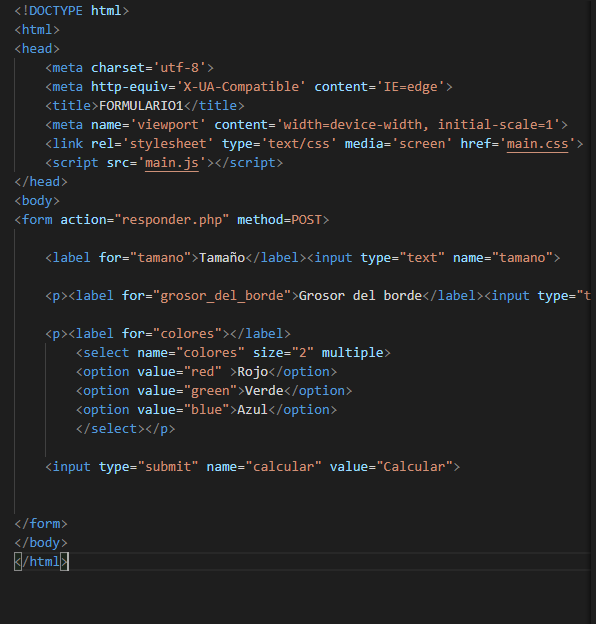 <!DOCTYPE html>
<html>
<head>
<meta charset='utf-8'>
<meta http-equiv='X-UA-Compatible' content='IE=edge'>
<title>FORMULARIO1</title>
<meta name='viewport' content='width=device-width, initial-scale=1'>
<link rel='stylesheet' type='text/css' media='screen' href='main.css'>
<script src='main.js'></script>
</head>
<body>
<form action="responder.php" method=POST>
<label for="tamano">Tamaño</label><input type="text" name="tamano">
<p><label for="grosor_del_borde">Grosor del borde</label><input type="t
<p><label for="colores"></label>
<select name="colores" size="2" multiple>
<option value="red" >Rojo</option>
<option value="green">Verde</option>
<option value="blue">Azul</option>
</select></p>
<input type="submit" name="calcular" value="Calcular">
</form>
</body>
</html>